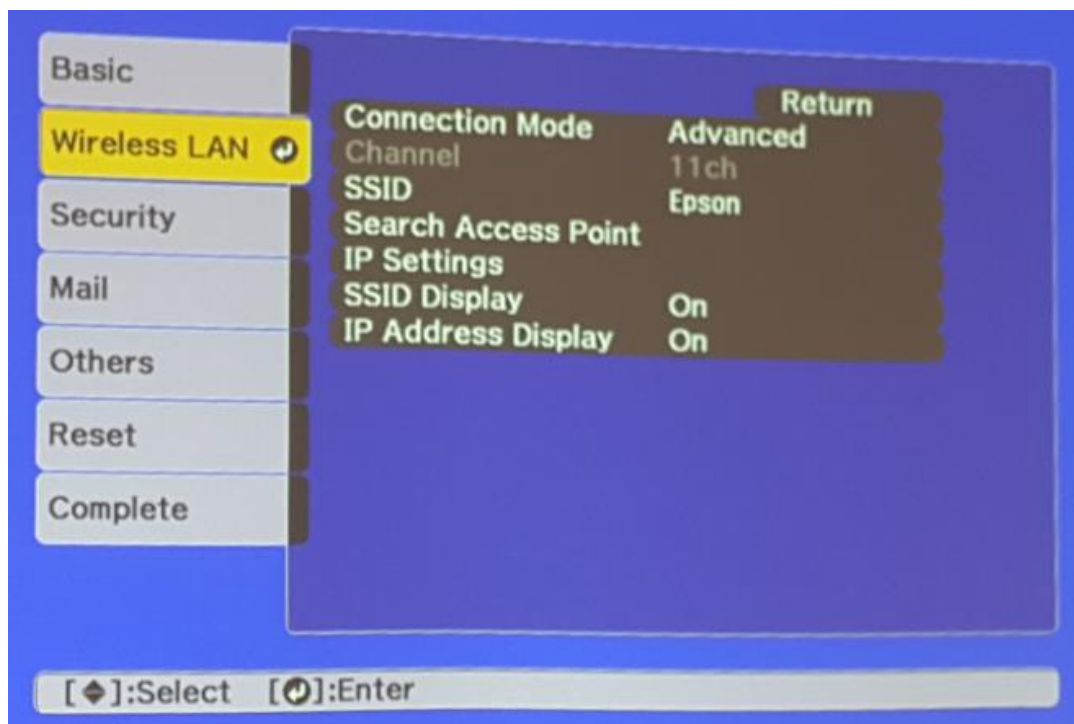 Basic
Wireless LAN
Security
Mail
Others
Reset
Complete
Return
Connection Mode Advanced
Channel 11ch
SSID Epson
Search Access Point
IP Settings
SSID Display On
IP Address Display On
[ ]:Select [ ]:Enter